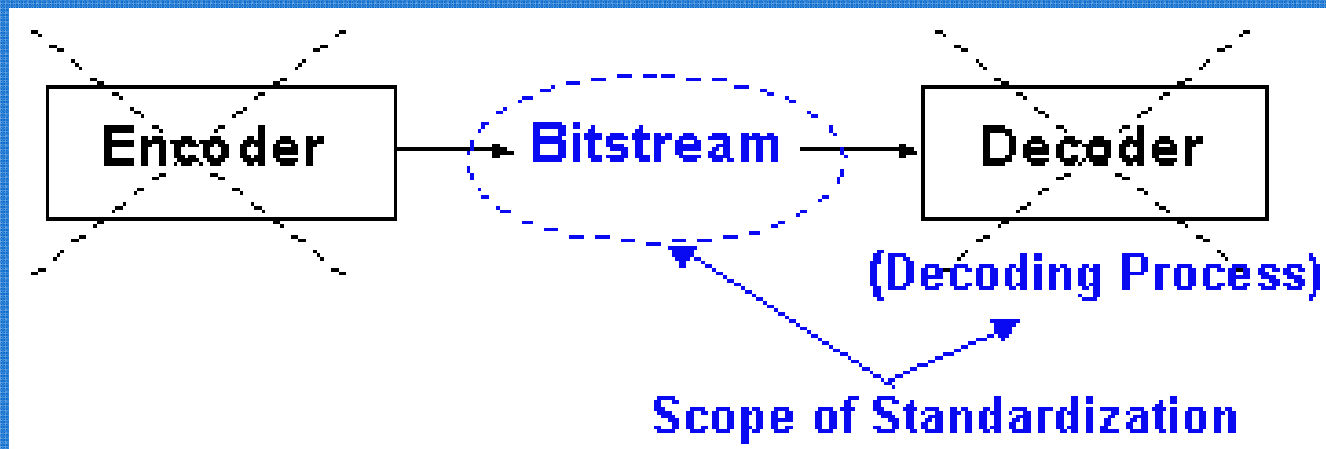 Encoder
Bitstream
Decoder
(Decoding Process)
Scope of Standardization